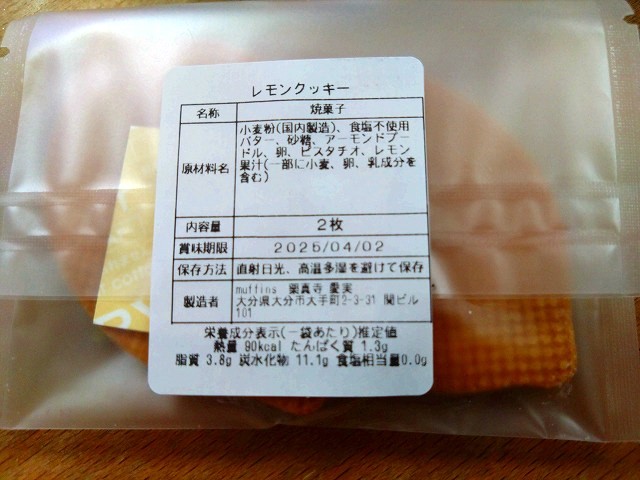 レモンクッキー
名称 焼菓子
原材料名 小麦粉(国内製造)、食塩不使用
バター、砂糖、アーモンドプー
ドル、卵、ピスタチオ、レモン
果汁(一部に小麦、卵、乳成分を
含む)
内容量 2枚
賞味期限 2025/04/02
保存方法 直射日光、高温多湿を避けて保存
製造者 muffins 薬真寺 愛実
大分県大分市大手町2-3-31 関ビル
101
栄養成分表示(一袋あたり)推定値
熱量 90kcal たんぱく質 1.3g
脂質 3.8g 炭水化物 11.1g 食塩相当量0.0g